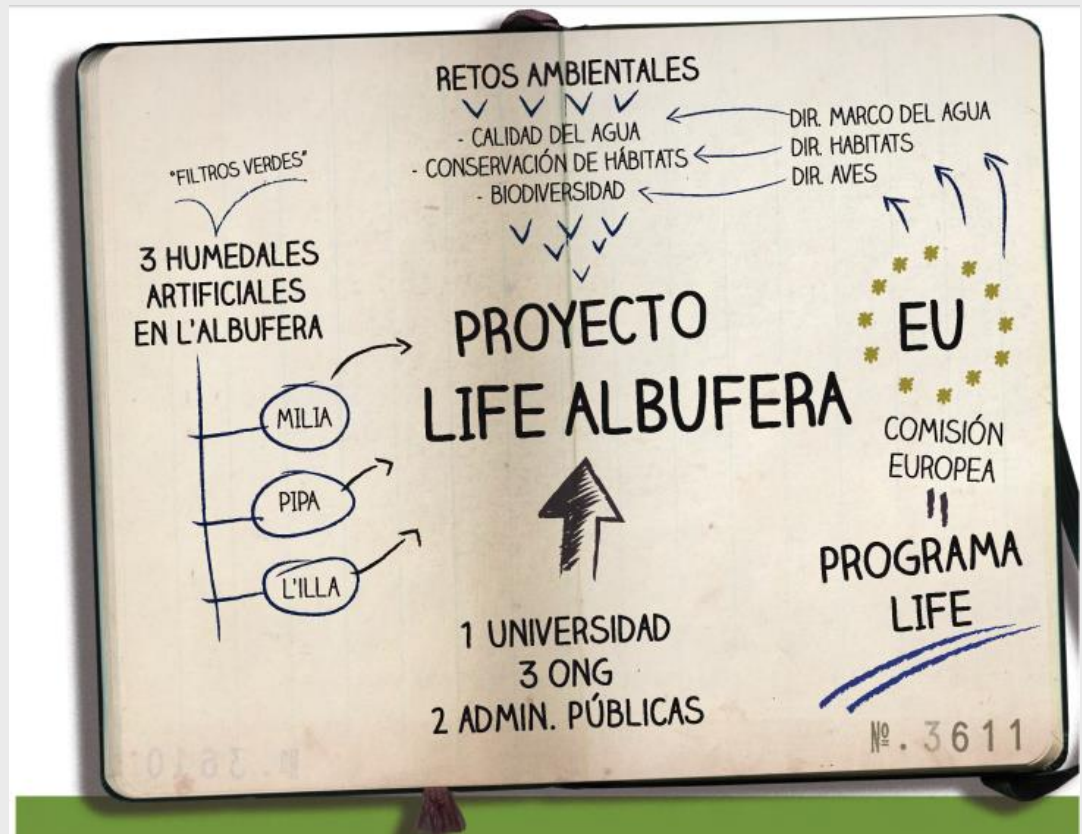 RETOS AMBIENTALES
- CALIDAD DEL AGUA
- CONSERVACIÓN DE HÁBITATS
- BIODIVERSIDAD
DIR. MARCO DEL AGUA
DIR. HABITATS
DIR. AVES
"FILTROS VERDES"
3 HUMEDALES
ARTIFICIALES
EN L'ALBUFERA
MILIA
PIPA
L'ILLA
PROYECTO
LIFE ALBUFERA
1 UNIVERSIDAD
3 ONG
2 ADMIN. PÚBLICAS
EU
COMISIÓN
EUROPEA
PROGRAMA
LIFE
Nº. 3611